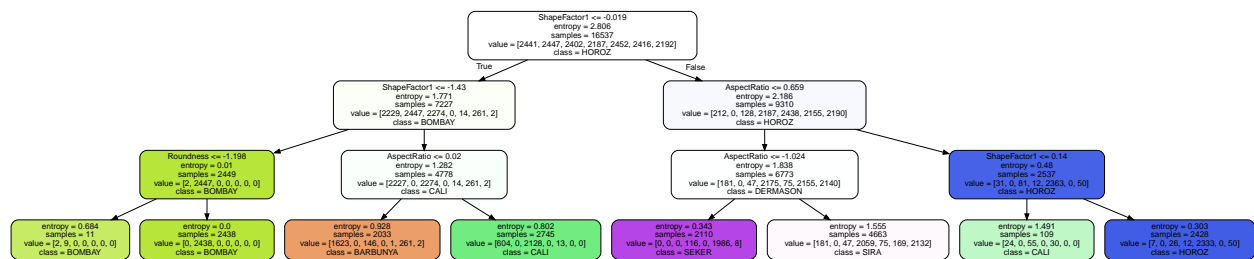 ShapeFactor1 <= -0.019
entropy = 2.806
samples = 16537
value = [2441, 2447, 2402, 2187, 2452, 2416, 2192]
class = HOROZ
True
False
ShapeFactor1 <= -1.43
entropy = 1.771
samples = 7227
value = [2229, 2447, 2274, 0, 14, 261, 2]
class = BOMBAY
AspectRatio <= 0.659
entropy = 2.186
samples = 9310
value = [212, 0, 128, 2187, 2438, 2155, 2190]
class = HOROZ
Roundness <= -1.198
entropy = 0.01
samples = 2449
value = [2, 2447, 0, 0, 0, 0, 0]
class = BOMBAY
AspectRatio <= 0.02
entropy = 1.282
samples = 4778
value = [2227, 0, 2274, 0, 14, 261, 2]
class = CALI
AspectRatio <= -1.024
entropy = 1.838
samples = 6773
value = [181, 0, 47, 2175, 75, 2155, 2140]
class = DERMASON
ShapeFactor1 <= 0.14
entropy = 0.48
samples = 2537
value = [31, 0, 81, 12, 2363, 0, 50]
class = HOROZ
entropy = 0.684
samples = 11
value = [2, 9, 0, 0, 0, 0, 0]
class = BOMBAY
entropy = 0.0
samples = 2438
value = [0, 2438, 0, 0, 0, 0, 0]
class = BOMBAY
entropy = 0.928
samples = 2033
value = [1623, 0, 146, 0, 1, 261, 2]
class = BARBUNYA
entropy = 0.802
samples = 2745
value = [604, 0, 2128, 0, 13, 0, 0]
class = CALI
entropy = 0.343
samples = 2110
value = [0, 0, 0, 116, 0, 1986, 8]
class = SEKER
entropy = 1.555
samples = 4663
value = [181, 0, 47, 2059, 75, 169, 2132]
class = SIRA
entropy = 1.491
samples = 109
value = [24, 0, 55, 0, 30, 0, 0]
class = CALI
entropy = 0.303
samples = 2428
value = [7, 0, 26, 12, 2333, 0, 50]
class = HOROZ